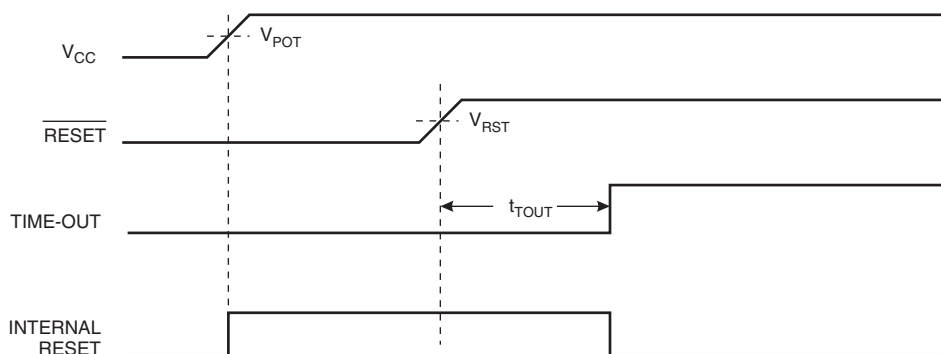 V_CC
V_POT
RESET
V_RST
TIME-OUT
t_TOUT
INTERNAL
RESET